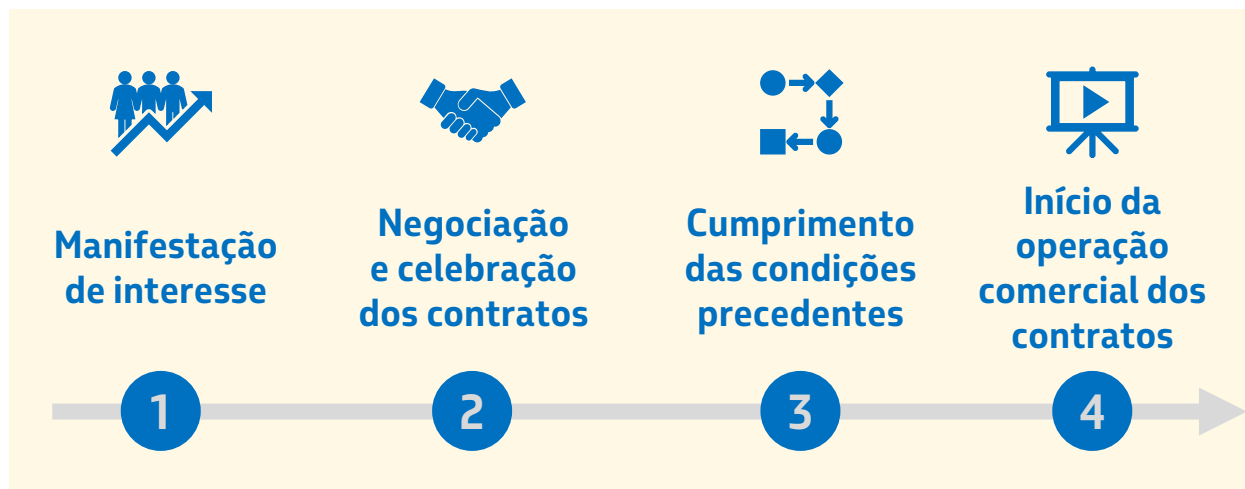 Manifestação
de interesse
Negociação
e celebração
dos contratos
Cumprimento
das condições
precedentes
Início da
operação
comercial dos
contratos
1
2
3
4